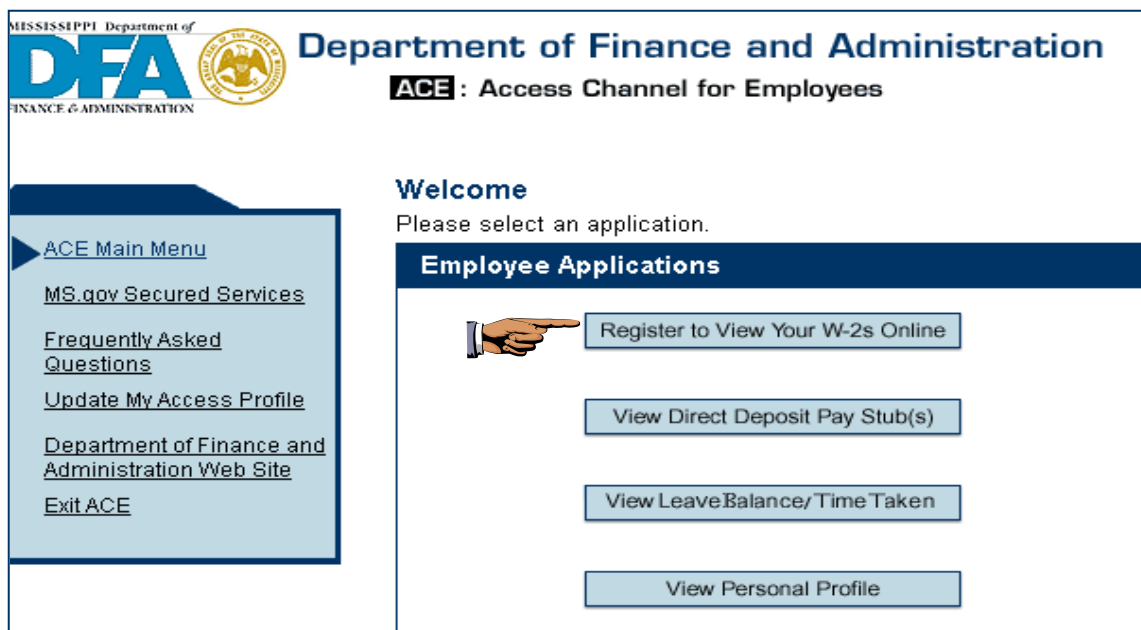 MISSISSIPPI Department of
DFA
FINANCE & ADMINISTRATION
Department of Finance and Administration
ACE : Access Channel for Employees
ACE Main Menu
MS.gov Secured Services
Frequently Asked
Questions
Update My Access Profile
Department of Finance and
Administration Web Site
Exit ACE
Welcome
Please select an application.
Employee Applications
Register to View Your W-2s Online
View Direct Deposit Pay Stub(s)
View Leave Balance/Time Taken
View Personal Profile